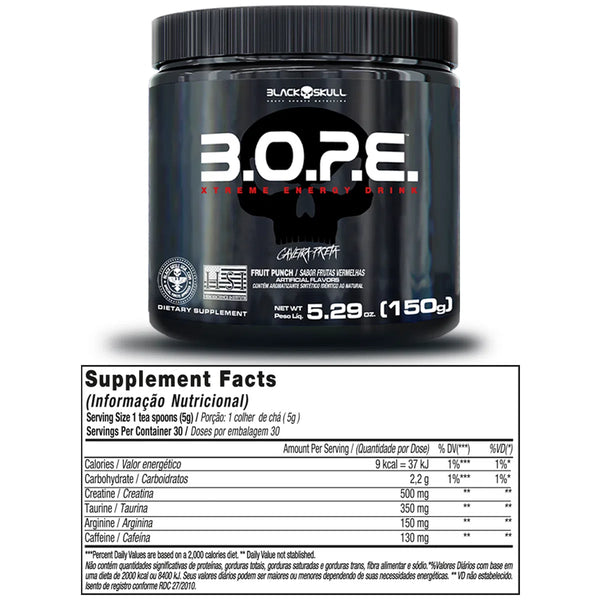 BLACK SKULL
B.O.P.E.™
XTREME ENERGY DRINK
CAVEIRA PRETA
FRUIT PUNCH / SABOR FRUTAS VERMELHAS
ARTIFICIAL FLAVORS
CONTÉM AROMATIZANTE SINTÉTICO IDÊNTICO AO NATURAL
NET WT 5.29 oz. (150g)
Peso Líq.
DIETARY SUPPLEMENT
Supplement Facts
(Informação Nutricional)
Serving Size 1 tea spoons (5g) / Porção: 1 colher de chá ( 5g )
Servings Per Container 30 / Doses por embalagem 30
Amount Per Serving / (Quantidade por Dose) % DV(***) %VD(*)
Calories / Valor energético 9 kcal = 37 kJ 1%*** 1%*
Carbohydrate / Carboidratos 2,2 g 1%*** 1%*
Creatine / Creatina 500 mg ** **
Taurine / Taurina 350 mg ** **
Arginine / Arginina 150 mg ** **
Caffeine / Cafeína 130 mg ** **
***Percent Daily Values are based on a 2,000 calories diet. ** Daily Value not stablished.
Não contém quantidades significativas de proteínas, gorduras totais, gorduras saturadas e gorduras trans, fibra alimentar e sódio.*%Valores Diários com base em
uma dieta de 2000 kcal ou 8400 kJ. Seus valores diários podem ser maiores ou menores dependendo de suas necessidades energéticas. ** VD não estabelecido.
Isento de registro conforme RDC 27/2010.